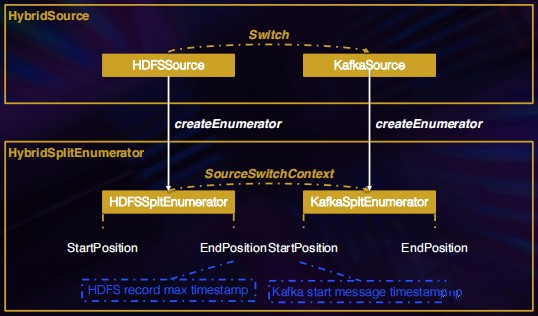 HybridSource
Switch
HDFSSource
KafkaSource
createEnumerator
createEnumerator
HybridSplitEnumerator
SourceSwitchContext
HDFSSpltEnumerator
KafkaSpltEnumerator
StartPosition
EndPosition
StartPosition
EndPosition
HDFS record max timestamp
Kafka start message timestampmp